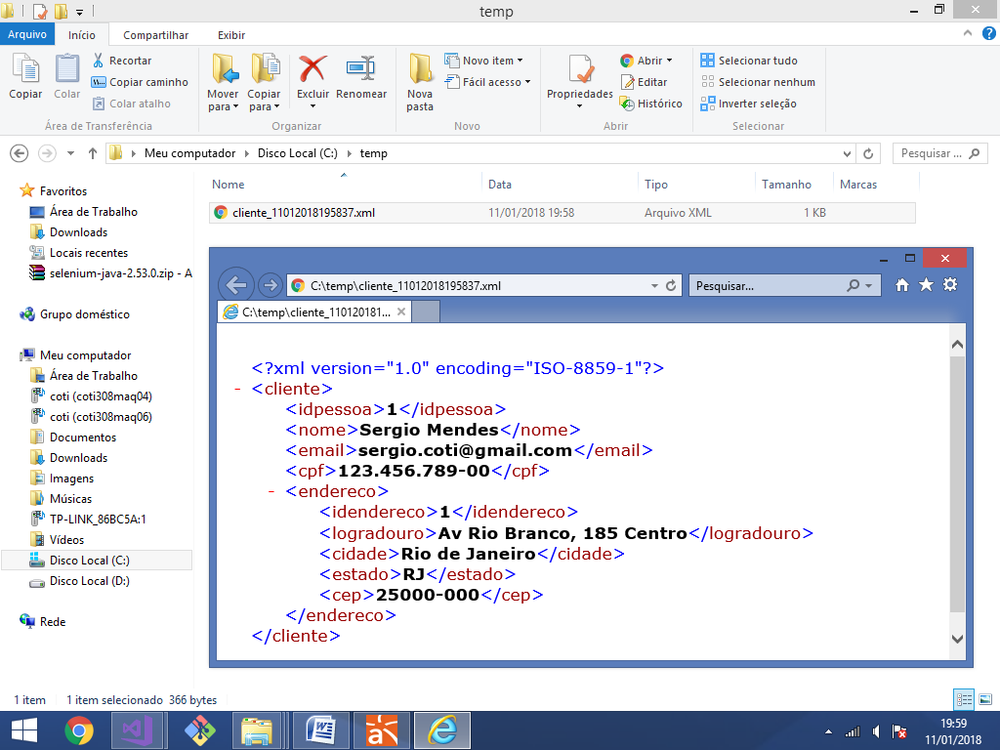 temp
Arquivo Início Compartilhar Exibir
Copiar Colar Recortar Copiar caminho Colar atalho
Área de Transferência
Mover para Copiar para Excluir Renomear
Organizar
Nova pasta Novo item Fácil acesso
Novo
Propriedades Abrir Editar Histórico
Abrir
Selecionar tudo
Selecionar nenhum
Inverter seleção
Selecionar
Meu computador Disco Local (C:) temp Pesquisar ...
Favoritos
Área de Trabalho
Downloads
Locais recentes
selenium-java-2.53.0.zip - A
Grupo doméstico
Meu computador
Área de Trabalho
coti (coti308maq04)
coti (coti308maq06)
Documentos
Downloads
Imagens
Músicas
TP-LINK_86BC5A:1
Vídeos
Disco Local (C:)
Disco Local (D:)
Rede
Nome Data Tipo Tamanho Marcas
cliente_11012018195837.xml 11/01/2018 19:58 Arquivo XML 1 KB
C:\temp\cliente_11012018195837.xml Pesquisar...
C:\temp\cliente_110120181...
<?xml version="1.0" encoding="ISO-8859-1"?>
- <cliente>
<idpessoa>1</idpessoa>
<nome>Sergio Mendes</nome>
<email>sergio.coti@gmail.com</email>
<cpf>123.456.789-00</cpf>
- <endereco>
<idendereco>1</idendereco>
<logradouro>Av Rio Branco, 185 Centro</logradouro>
<cidade>Rio de Janeiro</cidade>
<estado>RJ</estado>
<cep>25000-000</cep>
</endereco>
</cliente>
1 item 1 item selecionado 366 bytes
19:59
11/01/2018